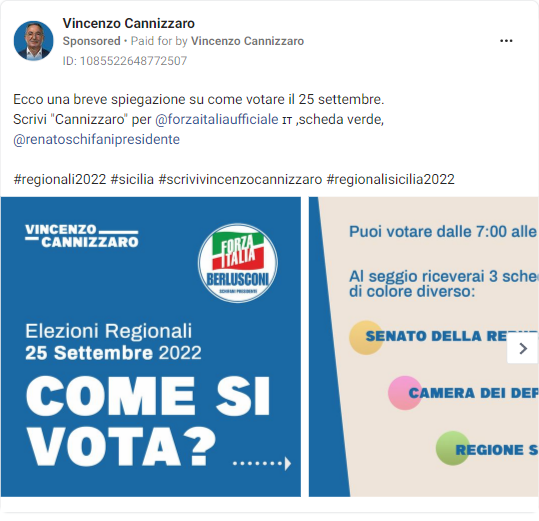 Vincenzo Cannizzaro
Sponsored • Paid for by Vincenzo Cannizzaro
ID: 1085522648772507
Ecco una breve spiegazione su come votare il 25 settembre.
Scrivi "Cannizzaro" per @forzaitaliaufficiale ɪᴛ ,scheda verde,
@renatoschifanipresidente
#regionali2022 #sicilia #scrivivincenzocannizzaro #regionalisicilia2022
VINCENZO
CANNIZZARO
FORZA
ITALIA
BERLUSCONI
SCHIFANI PRESIDENTE
Elezioni Regionali
25 Settembre 2022
COME SI
VOTA?
Puoi votare dalle 7:00 alle
Al seggio riceverai 3 sche
di colore diverso:
SENATO DELLA
CAMERA DEI DEP
REGIONE S